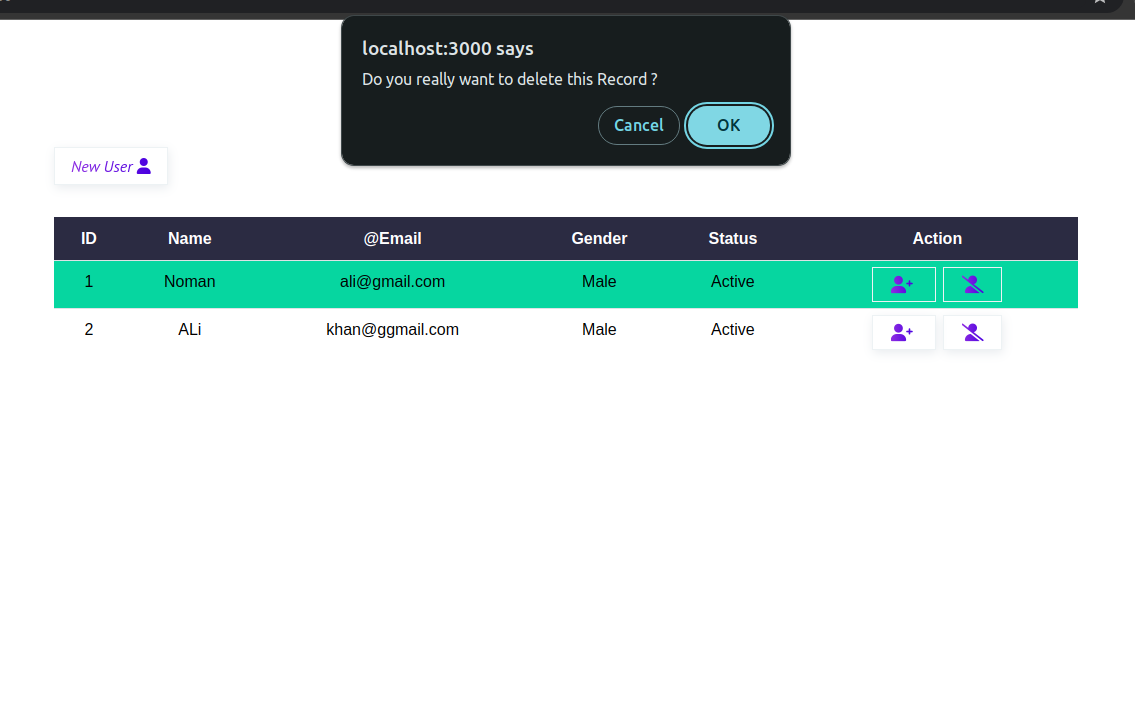 localhost:3000 says
Do you really want to delete this Record ?
Cancel OK
New User
ID Name @Email Gender Status Action
1 Noman ali@gmail.com Male Active
2 ALi khan@ggmail.com Male Active